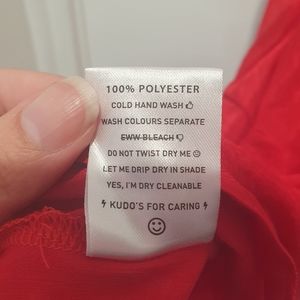 100% POLYESTER
COLD HAND WASH 👍
WASH COLOURS SEPARATE
EWW BLEACH 👎
DO NOT TWIST DRY ME ☹
LET ME DRIP DRY IN SHADE
YES, I'M DRY CLEANABLE
⚡ KUDO'S FOR CARING ⚡
☺